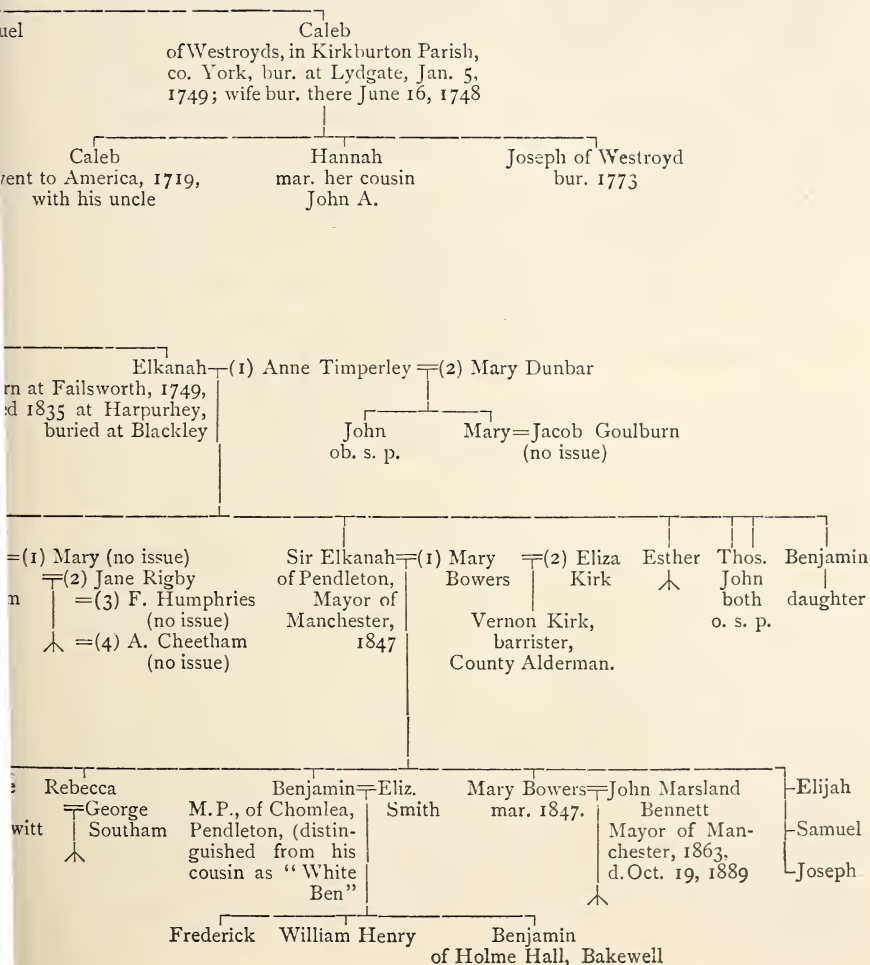 Caleb
of Westroyds, in Kirkburton Parish,
co. York, bur. at Lydgate, Jan. 5,
1749; wife bur. there June 16, 1748
Caleb Hannah Joseph of Westroyd
to America, 1719, mar. her cousin bur. 1773
with his uncle John A.
Elkanah (1) Anne Timperley (2) Mary Dunbar
at Failsworth, 1749,
1835 at Harpurhey,
buried at Blackley John Mary=Jacob Goulburn
ob. s. p. (no issue)
=(1) Mary (no issue) Sir Elkanah (1) Mary (2) Eliza Esther Thos. Benjamin
(2) Jane Rigby of Pendleton, Bowers Kirk John
=(3) F. Humphries Mayor of both daughter
(no issue) Manchester, Vernon Kirk, o. s. p.
=(4) A. Cheetham 1847 barrister,
(no issue) County Alderman.
Rebecca Benjamin Eliz. Mary Bowers John Marsland Elijah
George M.P., of Chomlea, Smith mar. 1847. Bennett
witt Southam Pendleton, (distin- Mayor of Man- Samuel
guished from his chester, 1863,
cousin as "White d. Oct. 19, 1889 Joseph
Ben"
Frederick William Henry Benjamin
of Holme Hall, Bakewell